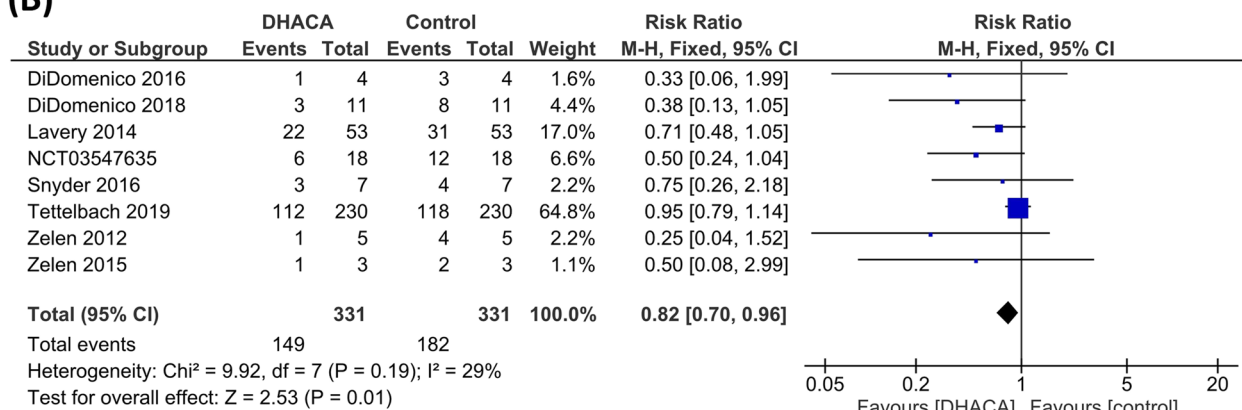 (B)
DHACA Control Risk Ratio Risk Ratio
Study or Subgroup Events Total Events Total Weight M-H, Fixed, 95% CI M-H, Fixed, 95% CI
DiDomenico 2016 1 4 3 4 1.6% 0.33 [0.06, 1.99]
DiDomenico 2018 3 11 8 11 4.4% 0.38 [0.13, 1.05]
Lavery 2014 22 53 31 53 17.0% 0.71 [0.48, 1.05]
NCT03547635 6 18 12 18 6.6% 0.50 [0.24, 1.04]
Snyder 2016 3 7 4 7 2.2% 0.75 [0.26, 2.18]
Tettelbach 2019 112 230 118 230 64.8% 0.95 [0.79, 1.14]
Zelen 2012 1 5 4 5 2.2% 0.25 [0.04, 1.52]
Zelen 2015 1 3 2 3 1.1% 0.50 [0.08, 2.99]
Total (95% CI) 331 331 100.0% 0.82 [0.70, 0.96]
Total events 149 182
Heterogeneity: Chi² = 9.92, df = 7 (P = 0.19); I² = 29%
Test for overall effect: Z = 2.53 (P = 0.01)
0.05 0.2 1 5 20
Favours [DHACA] Favours [control]